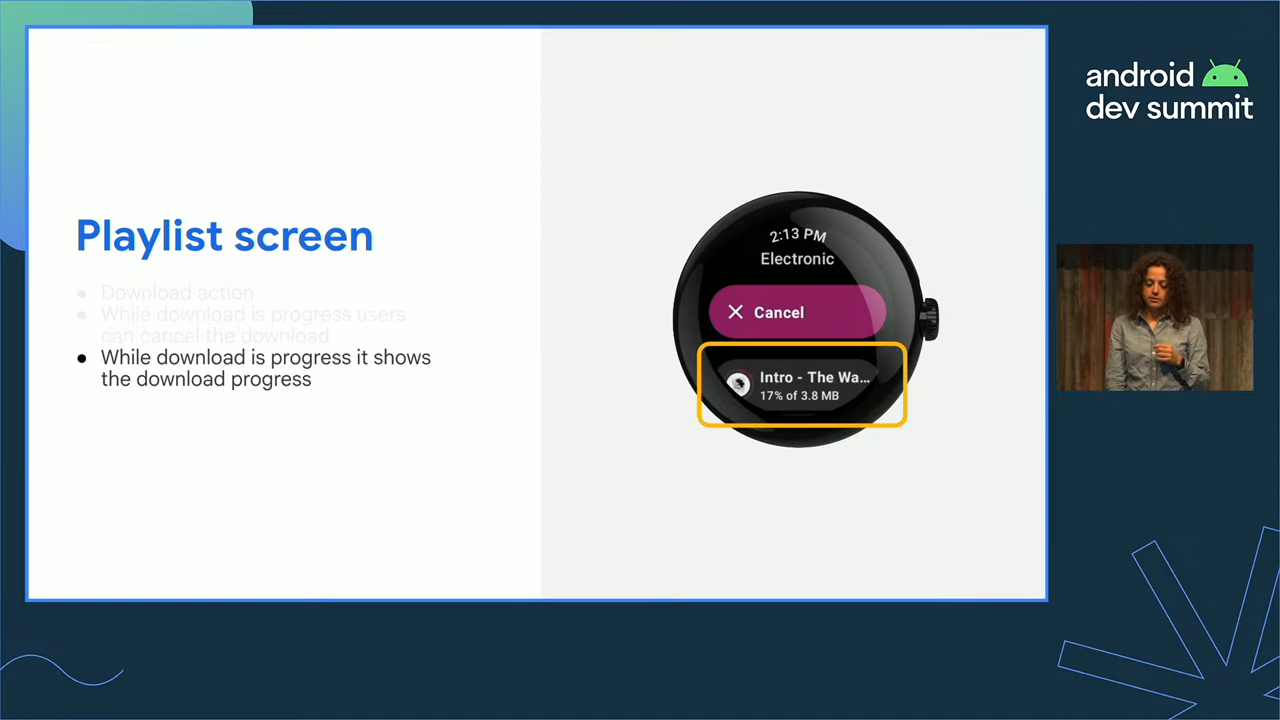 android
dev summit
Playlist screen
Download action
While download is progress users
can cancel the download
While download is progress it shows
the download progress
2:13 PM
Electronic
Cancel
Intro - The Wa...
17% of 3.8 MB